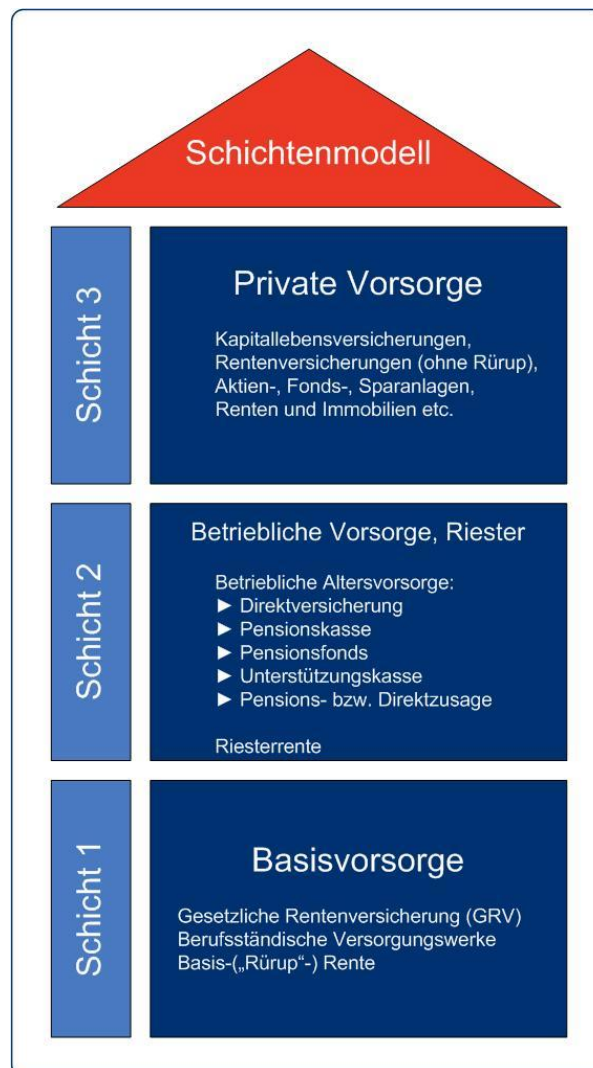 Schichtenmodell
Schicht 3
Private Vorsorge
Kapitallebensversicherungen,
Rentenversicherungen (ohne Rürup),
Aktien-, Fonds-, Sparanlagen,
Renten und Immobilien etc.
Schicht 2
Betriebliche Vorsorge, Riester
Betriebliche Altersvorsorge:
► Direktversicherung
► Pensionskasse
► Pensionsfonds
► Unterstützungskasse
► Pensions- bzw. Direktzusage
Riesterrente
Schicht 1
Basisvorsorge
Gesetzliche Rentenversicherung (GRV)
Berufsständische Versorgungswerke
Basis-(„Rürup“-) Rente